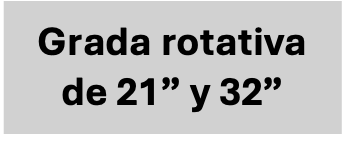 Grada rotativa
de 21” y 32”